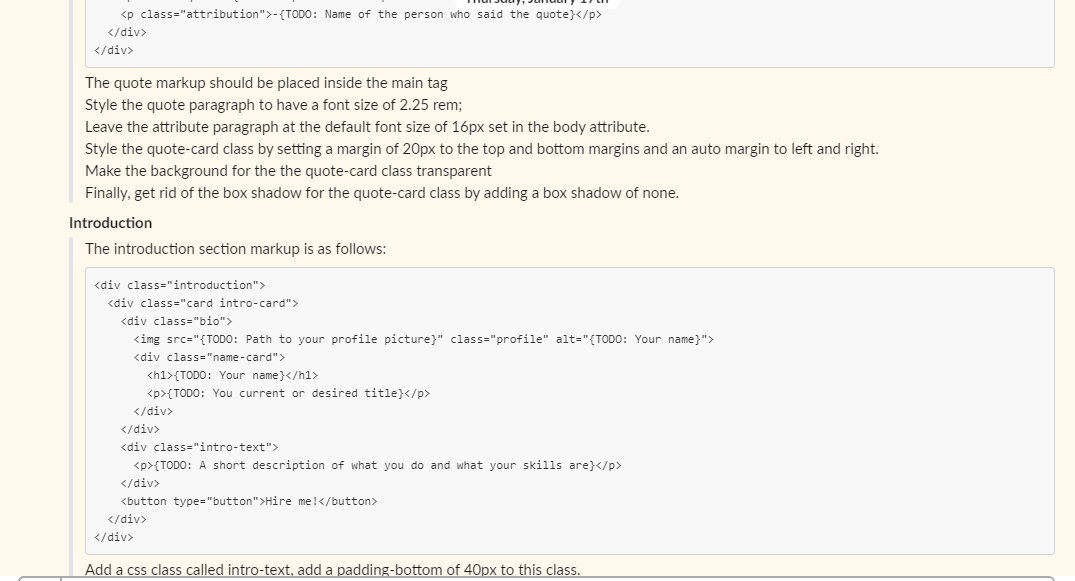 Thursday, January 17th
<p class="attribution">-{TODO: Name of the person who said the quote}</p>
</div>
</div>
The quote markup should be placed inside the main tag
Style the quote paragraph to have a font size of 2.25 rem;
Leave the attribute paragraph at the default font size of 16px set in the body attribute.
Style the quote-card class by setting a margin of 20px to the top and bottom margins and an auto margin to left and right.
Make the background for the the quote-card class transparent
Finally, get rid of the box shadow for the quote-card class by adding a box shadow of none.
Introduction
The introduction section markup is as follows:
<div class="introduction">
<div class="card intro-card">
<div class="bio">
<img src="{TODO: Path to your profile picture}" class="profile" alt="{TODO: Your name}">
<div class="name-card">
<h1>{TODO: Your name}</h1>
<p>{TODO: You current or desired title}</p>
</div>
</div>
<div class="intro-text">
<p>{TODO: A short description of what you do and what your skills are}</p>
</div>
<button type="button">Hire me!</button>
</div>
</div>
Add a css class called intro-text, add a padding-bottom of 40px to this class.